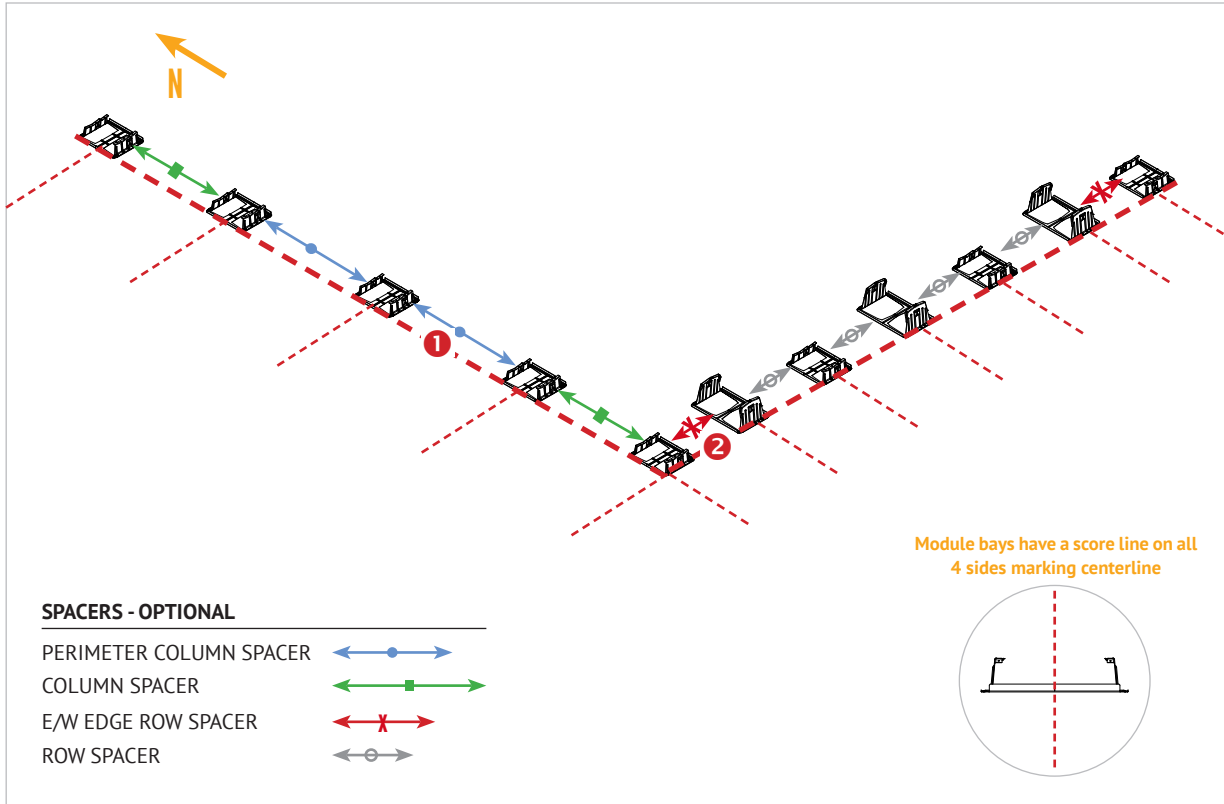 N
1
2
Module bays have a score line on all
4 sides marking centerline
SPACERS - OPTIONAL
PERIMETER COLUMN SPACER
COLUMN SPACER
E/W EDGE ROW SPACER
ROW SPACER